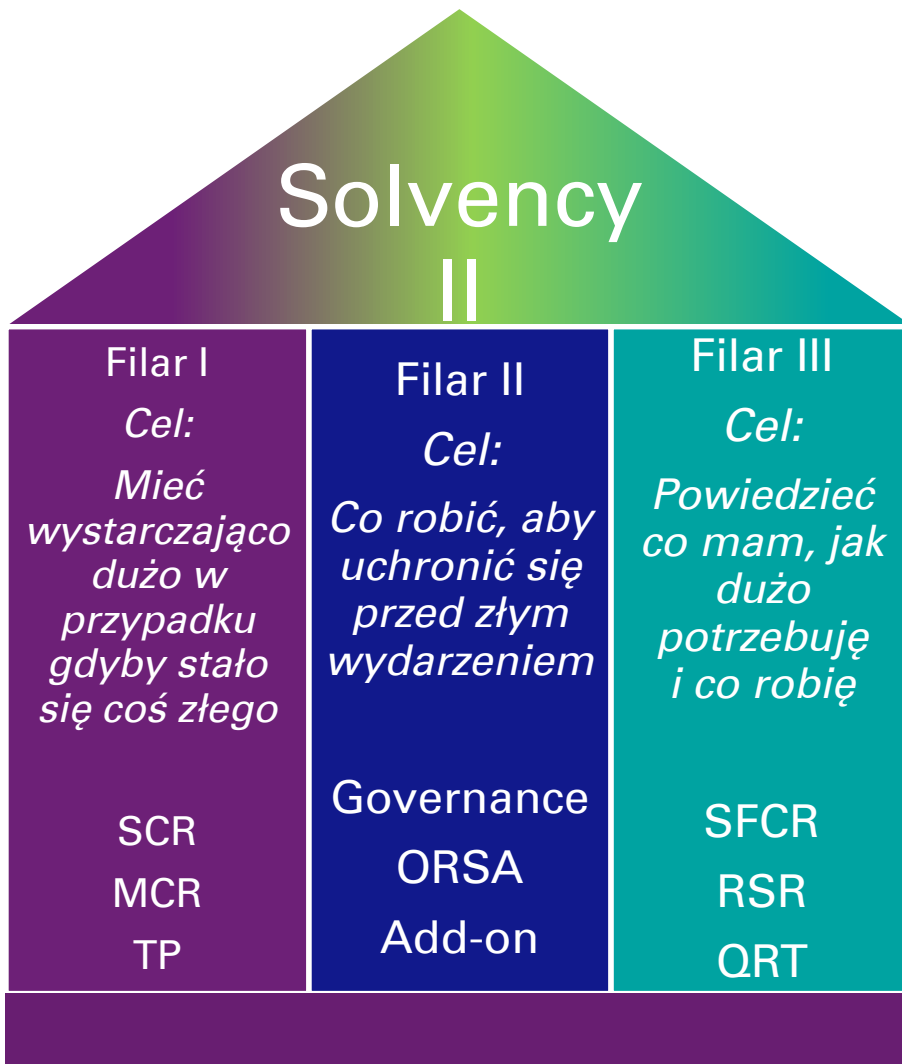 Solvency
II
Filar I
Cel:
Mieć
wystarczająco
dużo w
przypadku
gdyby stało
się coś złego
SCR
MCR
TP
Filar II
Cel:
Co robić, aby
uchronić się
przed złym
wydarzeniem
Governance
ORSA
Add-on
Filar III
Cel:
Powiedzieć
co mam, jak
dużo
potrzebuję
i co robię
SFCR
RSR
QRT